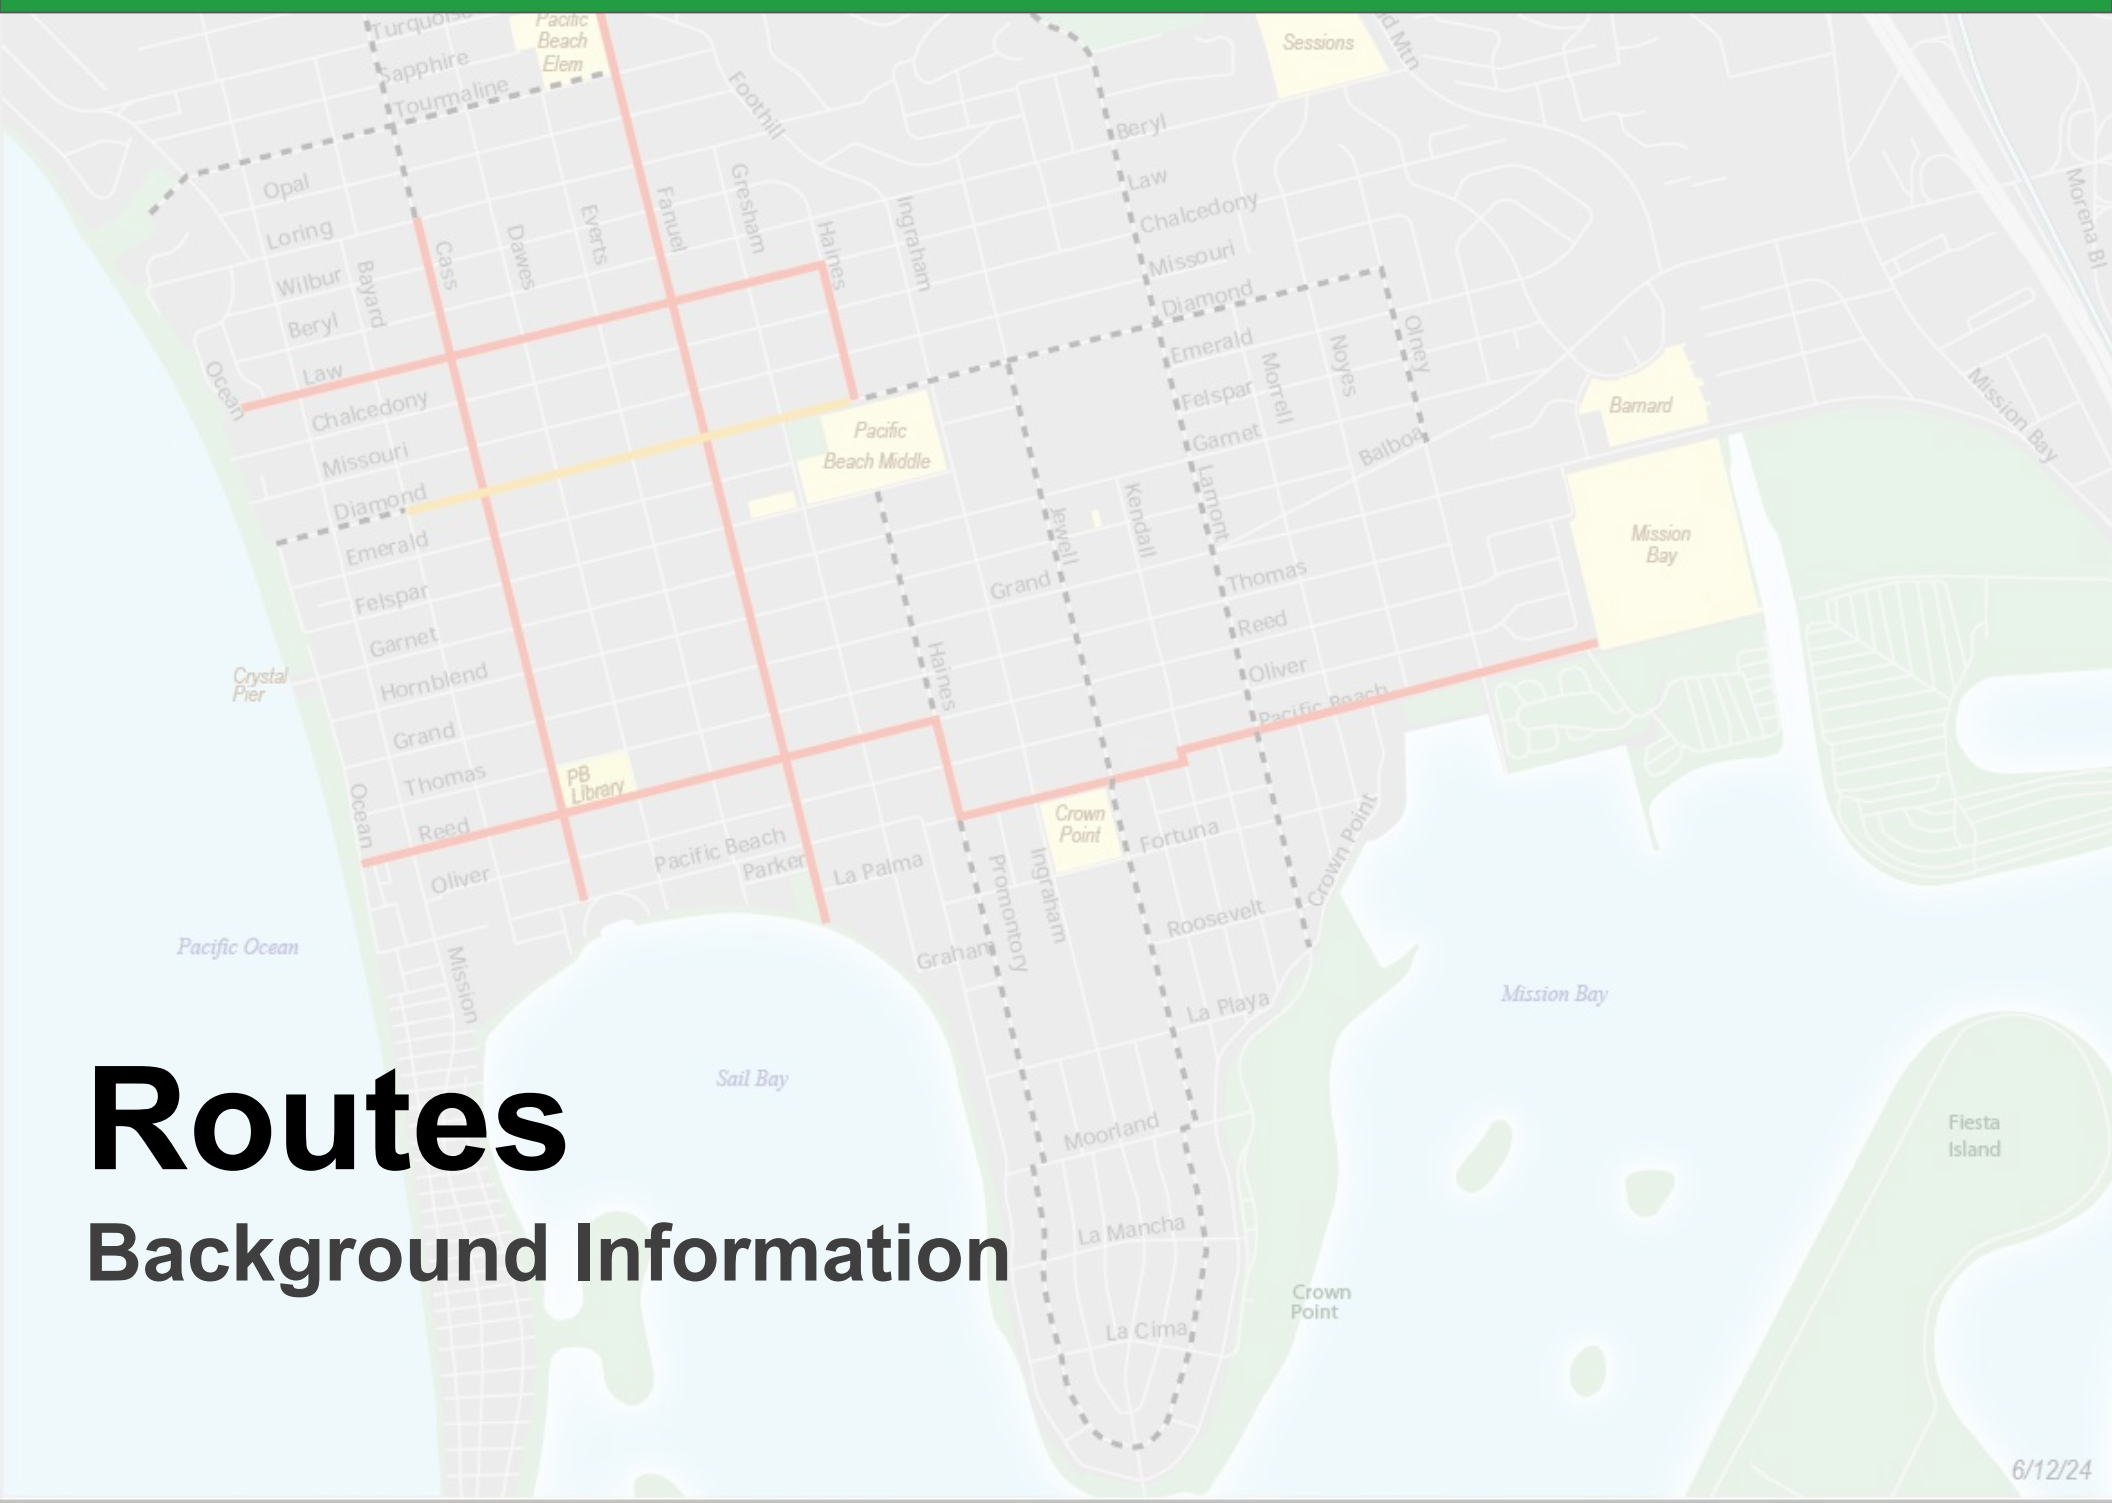 Turquoise
Pacific
Beach
Elem
Sessions
Sapphire
Tourmaline
Foothill
Beryl
Law
Opal
Chalcedony
Morena Bl
Loring
Cass
Dawes
Everts
Fanuel
Gresham
Haines
Ingraham
Missouri
Wilbur
Bayard
Diamond
Beryl
Emerald
Morrell
Noyes
Olney
Ocean
Law
Felspar
Mission Bay
Chalcedony
Garnet
Balboa
Barnard
Pacific
Beach Middle
Missouri
Diamond
Jewell
Kendall
Lamont
Mission
Bay
Emerald
Grand
Thomas
Felspar
Reed
Garnet
Haines
Oliver
Crystal
Pier
Hornblend
Pacific Beach
Grand
Thomas
PB
Library
Ocean
Reed
Crown
Point
Fortuna
Crown Point
Pacific Beach
Parker
La Palma
Oliver
Promontory
Ingraham
Roosevelt
Pacific Ocean
Mission
Graham
La Playa
Mission Bay
Sail Bay
Moorland
Fiesta
Island
Routes
La Mancha
Background Information
Crown
Point
La Cima
6/12/24